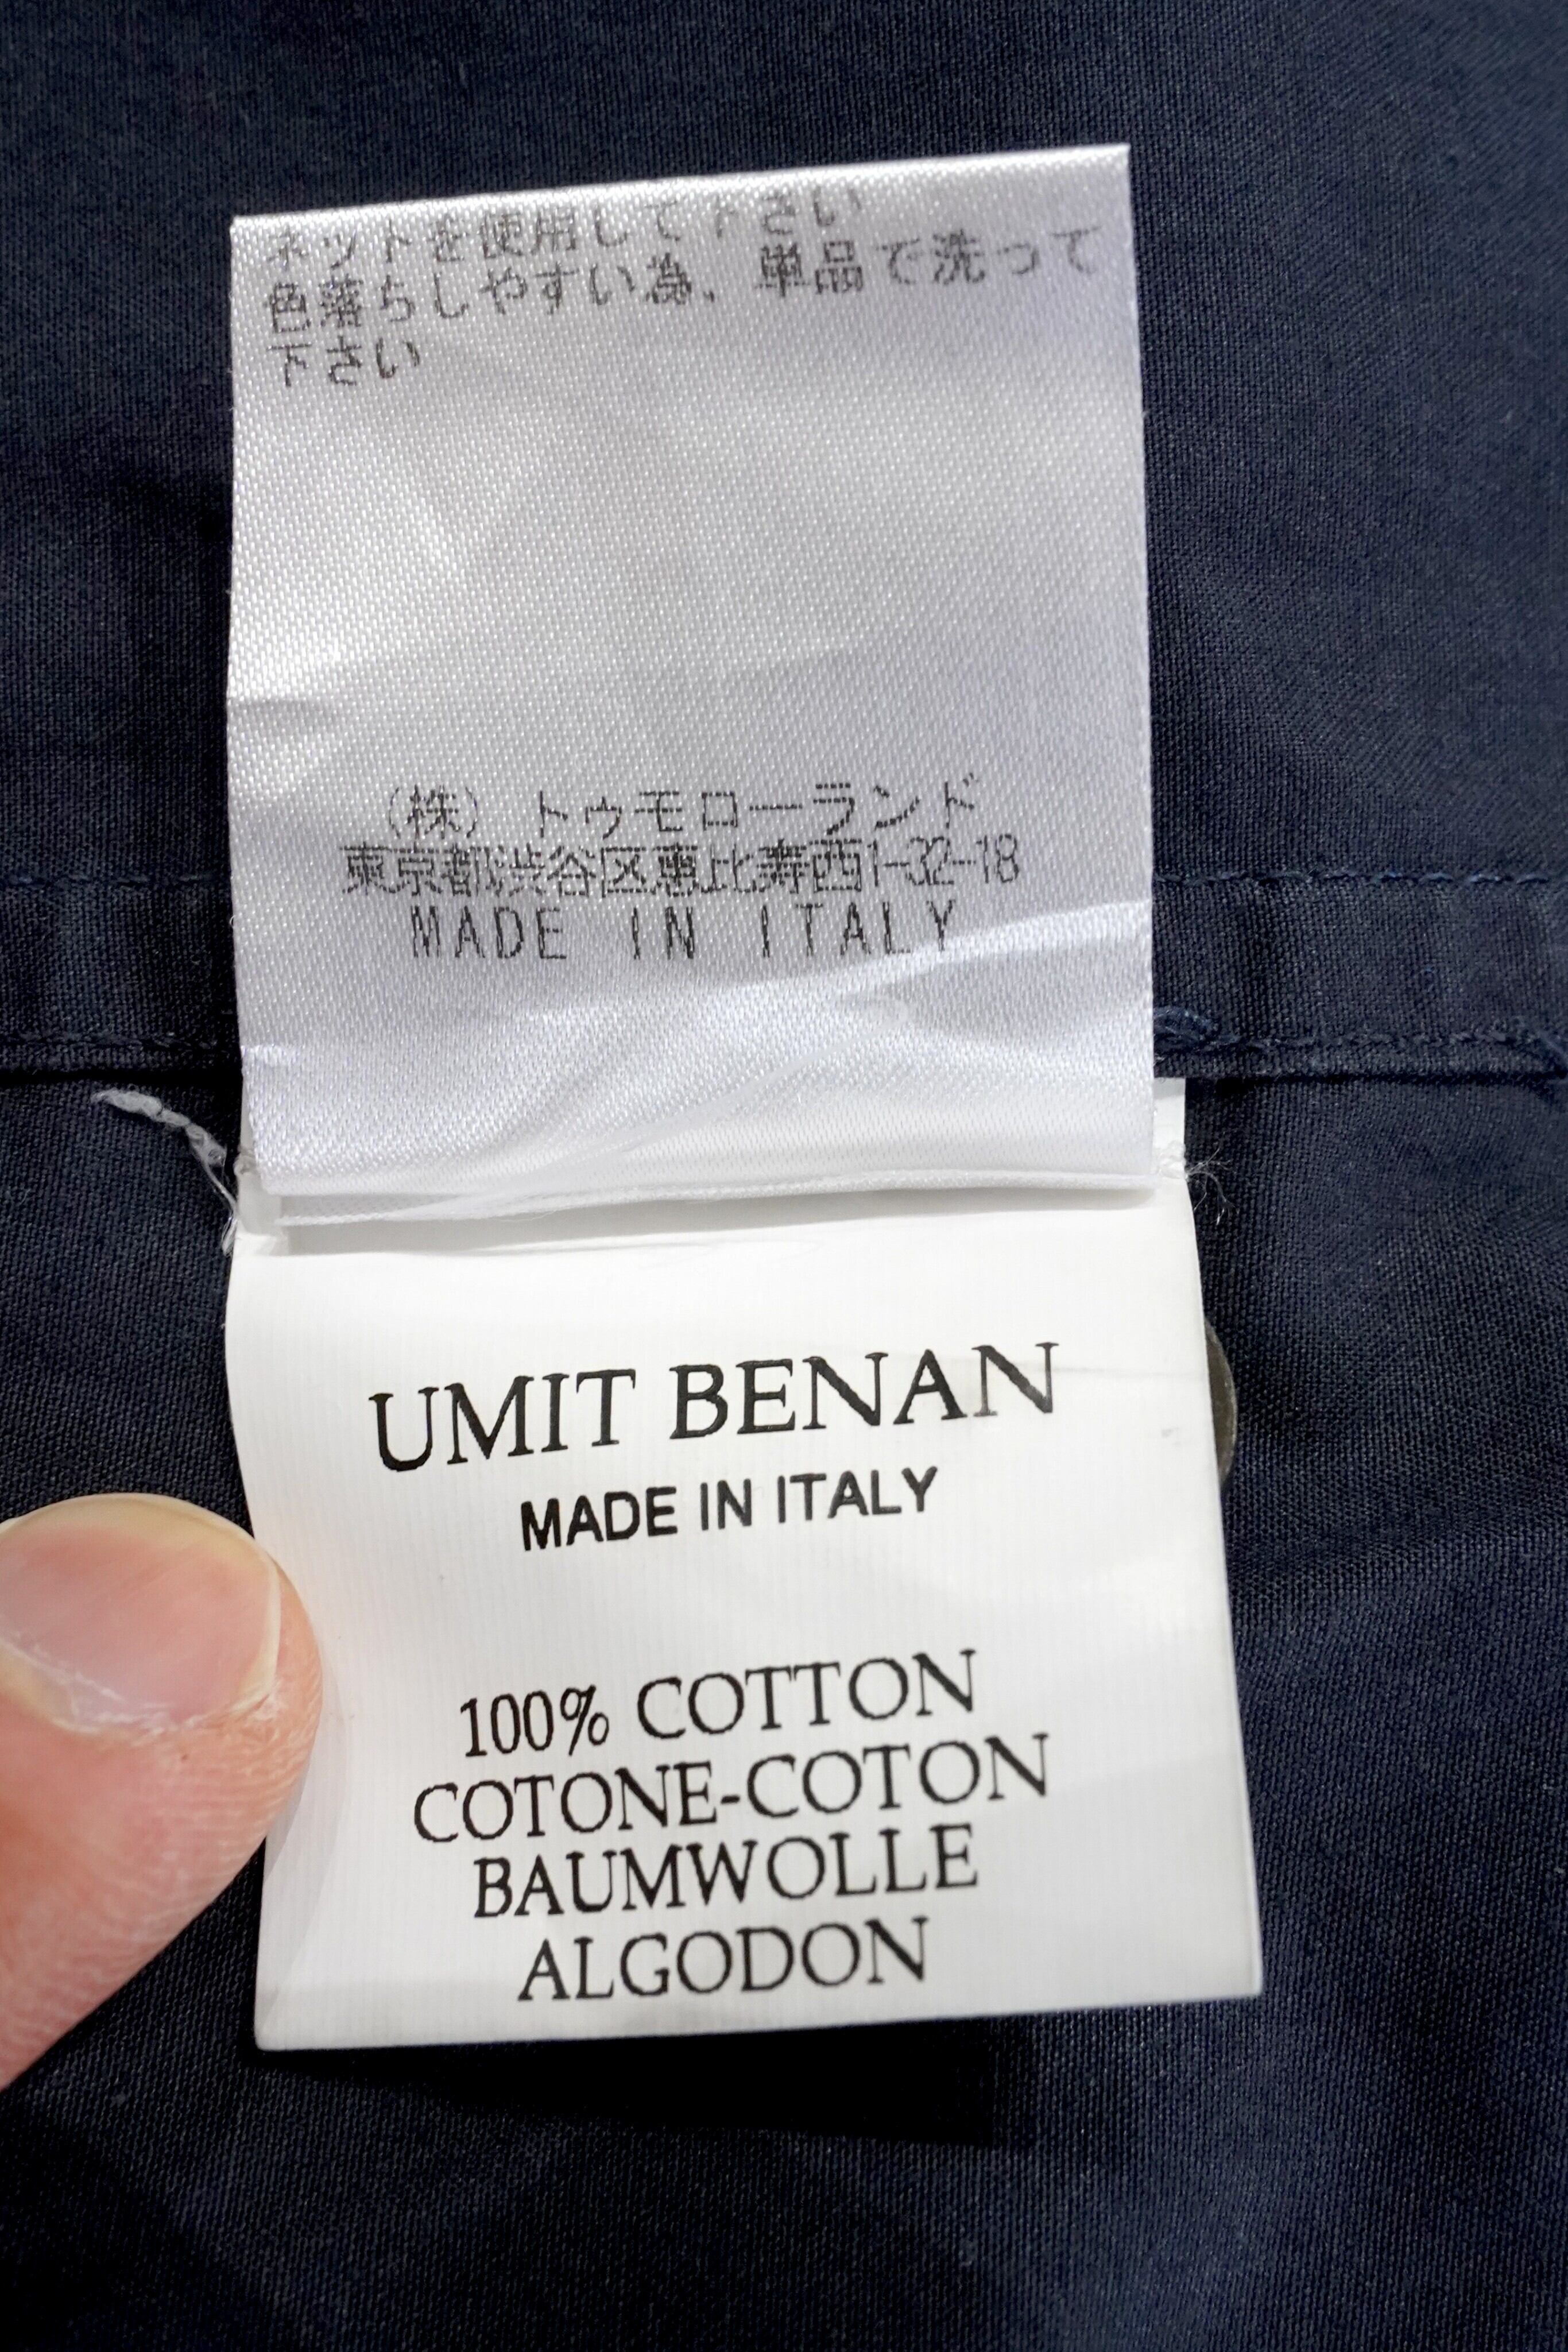 ネットを使用して下さい
色落ちしやすい為、単品で洗って
下さい
(株) トゥモローランド
東京都渋谷区恵比寿西1-32-18
MADE IN ITALY
UMIT BENAN
MADE IN ITALY
100% COTTON
COTONE-COTON
BAUMWOLLE
ALGODON